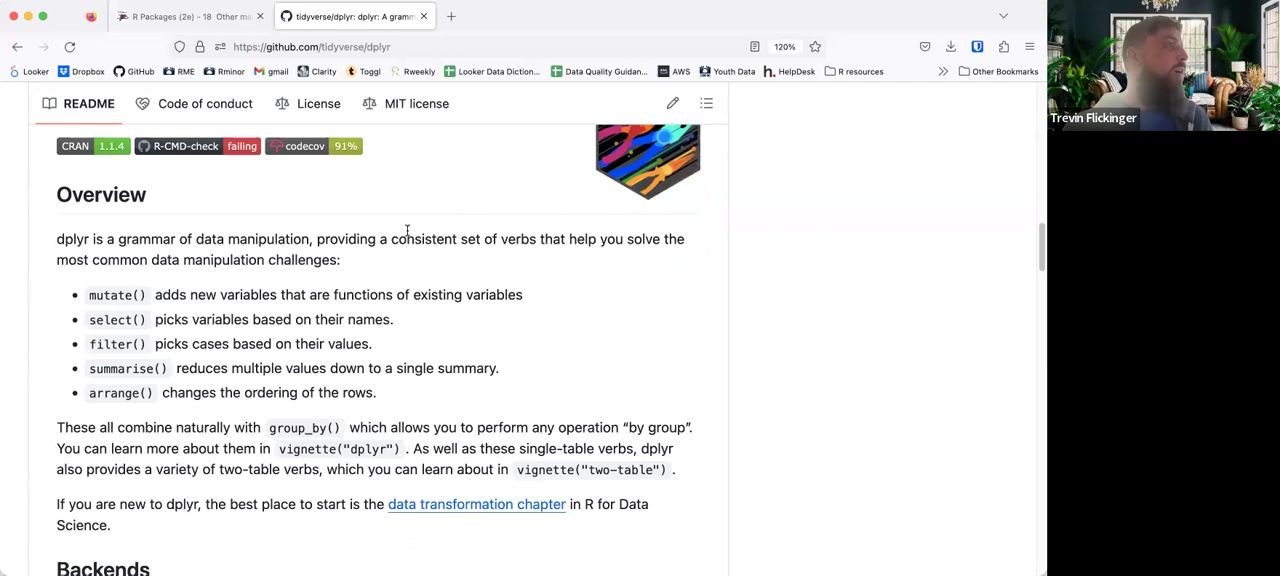 R Packages (2e) - 18 Other ma
tidyverse/dplyr: dplyr: A gramm
https://github.com/tidyverse/dplyr
120%
Looker
Dropbox
GitHub
RME
Rminor
gmail
Clarity
Toggl
Rweekly
Looker Data Diction...
Data Quality Guidan...
AWS
Youth Data
HelpDesk
R resources
Other Bookmarks
README
Code of conduct
License
MIT license
CRAN 1.1.4
R-CMD-check failing
codecov 91%
Overview
dplyr is a grammar of data manipulation, providing a consistent set of verbs that help you solve the
most common data manipulation challenges:
mutate() adds new variables that are functions of existing variables
select() picks variables based on their names.
filter() picks cases based on their values.
summarise() reduces multiple values down to a single summary.
arrange() changes the ordering of the rows.
These all combine naturally with group_by() which allows you to perform any operation “by group”.
You can learn more about them in vignette("dplyr") . As well as these single-table verbs, dplyr
also provides a variety of two-table verbs, which you can learn about in vignette("two-table") .
If you are new to dplyr, the best place to start is the data transformation chapter in R for Data
Science.
Backends
Trevin Flickinger